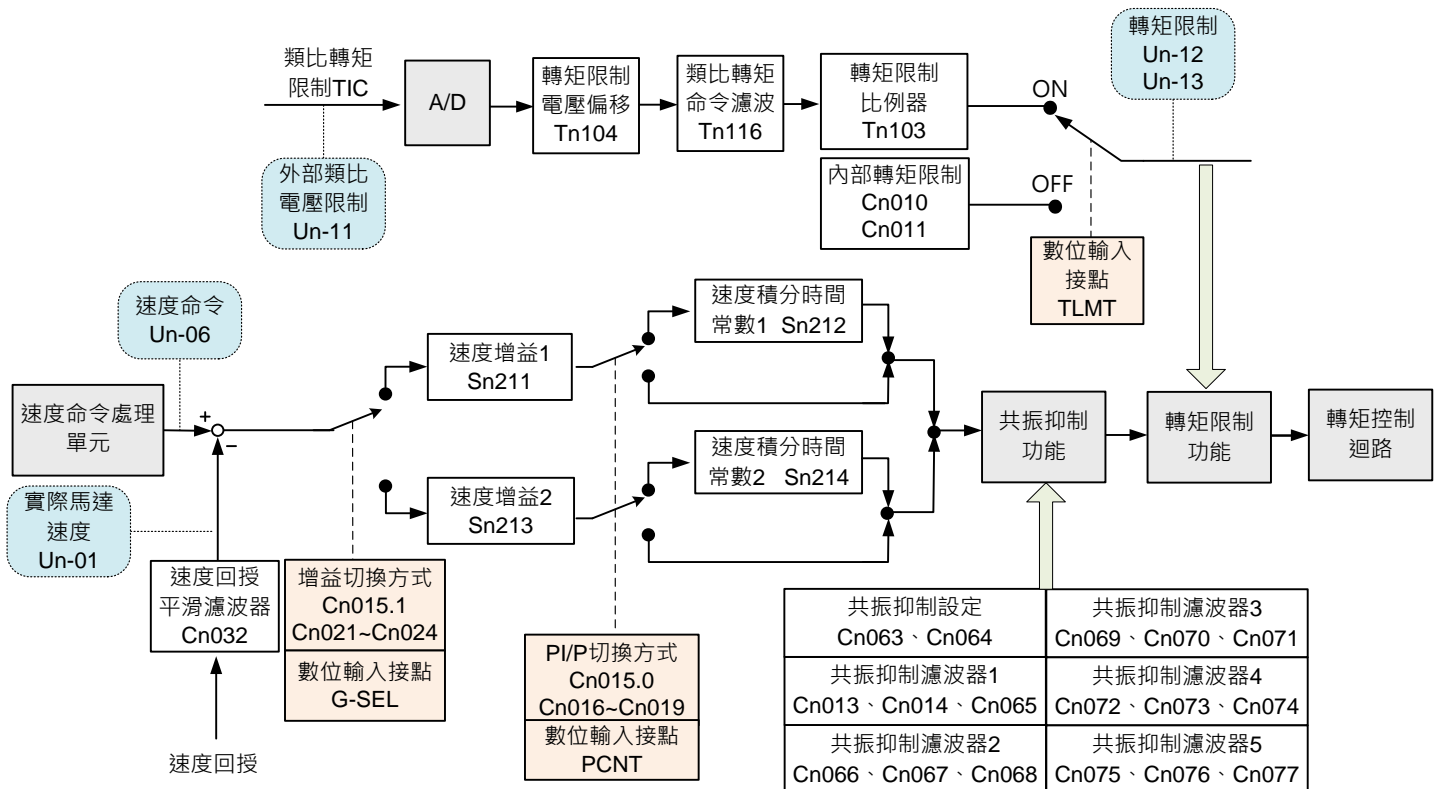 類比轉矩
限制TIC
A/D
轉矩限制
電壓偏移
Tn104
類比轉矩
命令濾波
Tn116
轉矩限制
比例器
Tn103
ON
轉矩限制
Un-12
Un-13
外部類比
電壓限制
Un-11
內部轉矩限制
Cn010
Cn011
OFF
數位輸入
接點
TLMT
速度命令
Un-06
速度命令處理
單元
+
−
速度增益1
Sn211
速度積分時間
常數1 Sn212
速度增益2
Sn213
速度積分時間
常數2 Sn214
共振抑制
功能
轉矩限制
功能
轉矩控制
迴路
實際馬達
速度
Un-01
速度回授
平滑濾波器
Cn032
速度回授
增益切換方式
Cn015.1
Cn021~Cn024
數位輸入接點
G-SEL
PI/P切換方式
Cn015.0
Cn016~Cn019
數位輸入接點
PCNT
共振抑制設定
Cn063、Cn064
共振抑制濾波器3
Cn069、Cn070、Cn071
共振抑制濾波器1
Cn013、Cn014、Cn065
共振抑制濾波器4
Cn072、Cn073、Cn074
共振抑制濾波器2
Cn066、Cn067、Cn068
共振抑制濾波器5
Cn075、Cn076、Cn077